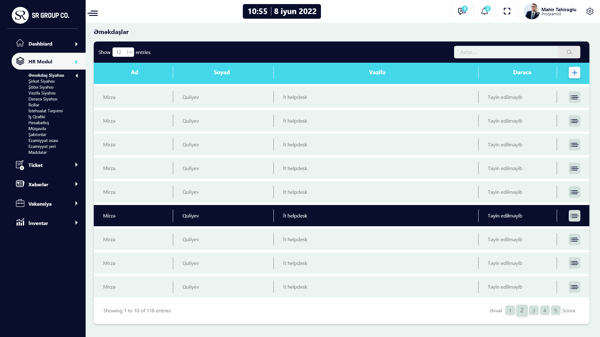 SR GROUP CO.
10:55 | 8 iyun 2022
Mahir Tahiroglu
Proqramist
Əməkdaşlar
Dashbiard
HR Modul
Əməkdaş Siyahısı
Şirkət Siyahısı
Şöbə Siyahısı
Vəzifə Siyahısı
Dərəcə Siyahısı
Rollar
İstehsalat Təqvimi
İş Qrafiki
Hesabatlıq
Müqavilə
Şablonlar
Ezamiyyət əsası
Ezamiyyət yeri
Maddələr
Ticket
Xəbərlər
Vakansiya
İnventar
Show 12 entries
Axtar...
Ad Soyad Vəzifə Dərəcə +
Mirzə Quliyev İt helpdesk Təyin edilməyib
Mirzə Quliyev İt helpdesk Təyin edilməyib
Mirzə Quliyev İt helpdesk Təyin edilməyib
Mirzə Quliyev İt helpdesk Təyin edilməyib
Mirzə Quliyev İt helpdesk Təyin edilməyib
Mirzə Quliyev İt helpdesk Təyin edilməyib
Mirzə Quliyev İt helpdesk Təyin edilməyib
Mirzə Quliyev İt helpdesk Təyin edilməyib
Mirzə Quliyev İt helpdesk Təyin edilməyib
Showing 1 to 10 of 118 entries
Əvvəl 1 2 3 4 5 Sonra